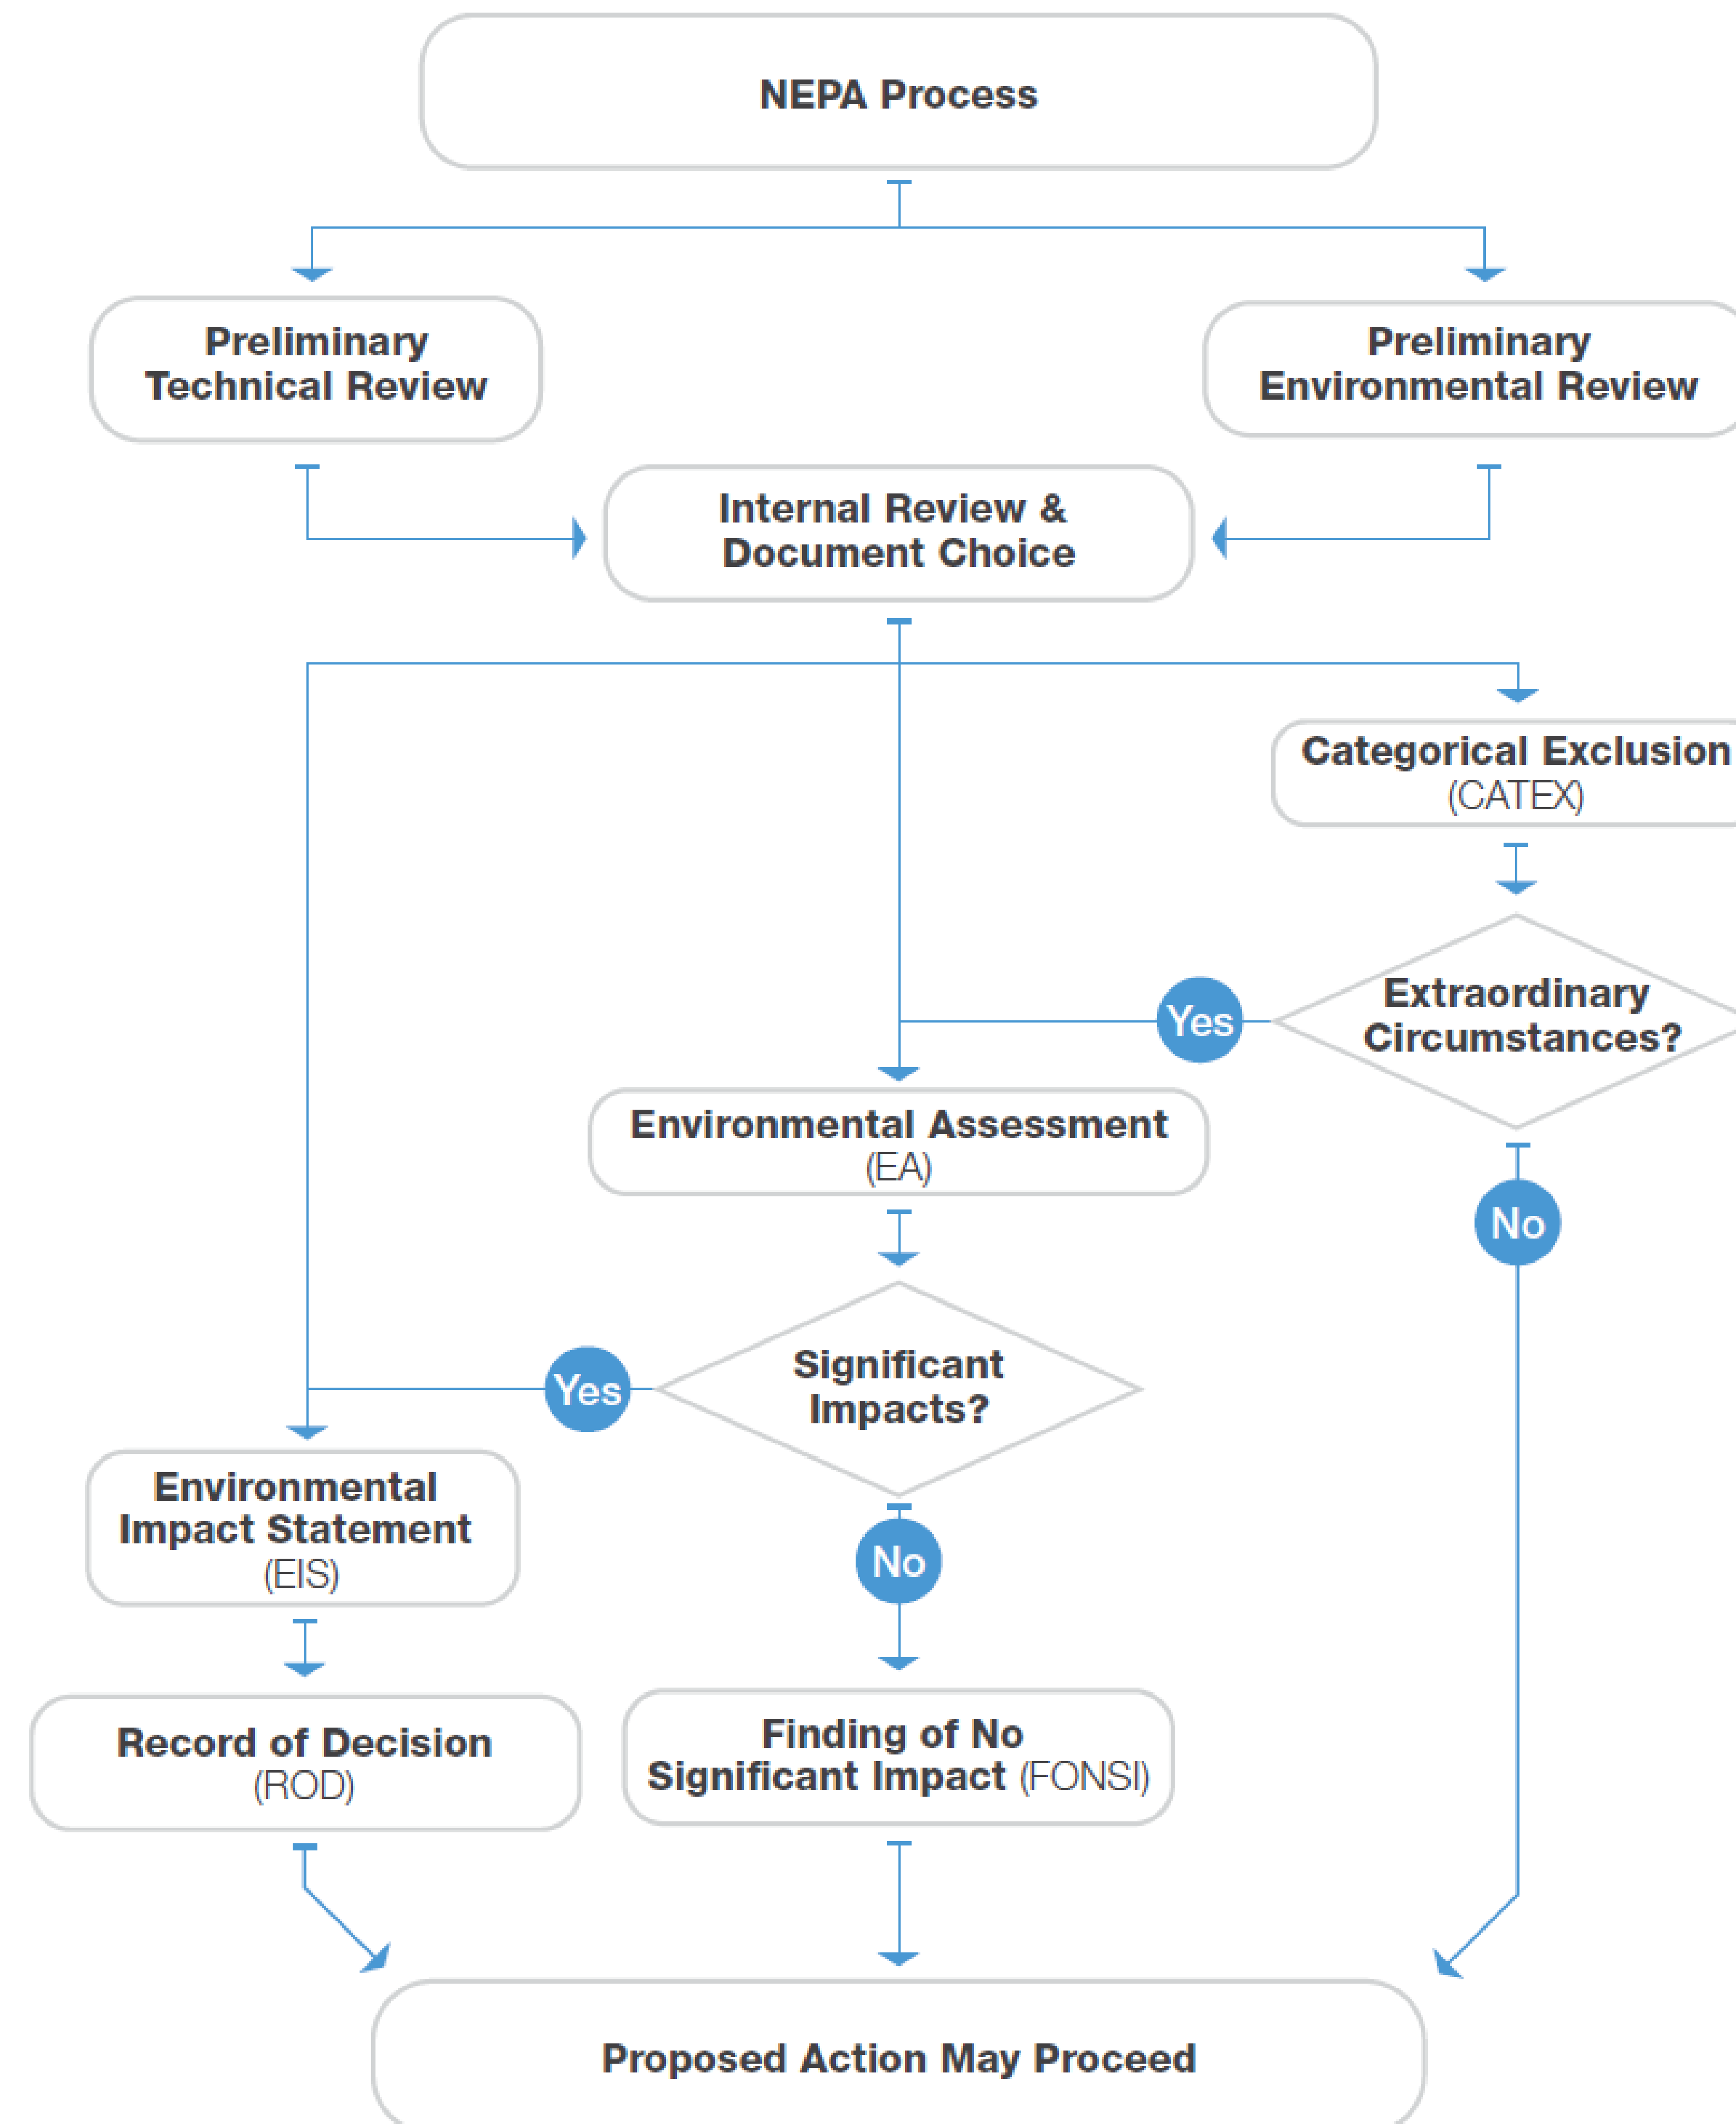 NEPA Process
Preliminary
Technical Review
Preliminary
Environmental Review
Internal Review &
Document Choice
Categorical Exclusion
(CATEX)
Extraordinary
Circumstances?
Yes
Environmental Assessment
(EA)
No
Significant
Impacts?
Yes
Environmental
Impact Statement
(EIS)
No
Record of Decision
(ROD)
Finding of No
Significant Impact (FONSI)
Proposed Action May Proceed